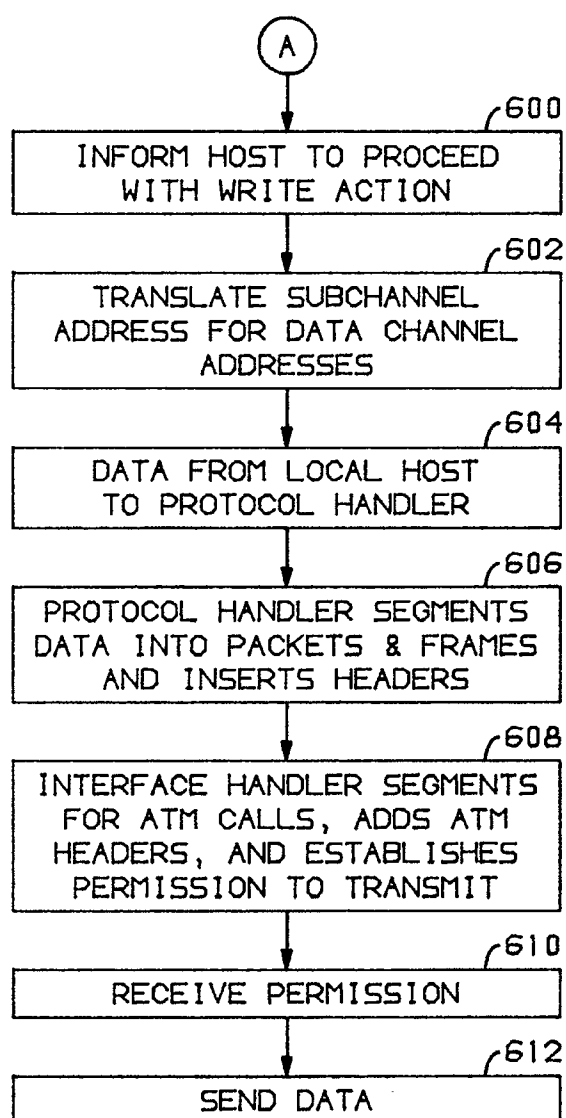 A
600
INFORM HOST TO PROCEED
WITH WRITE ACTION
602
TRANSLATE SUBCHANNEL
ADDRESS FOR DATA CHANNEL
ADDRESSES
604
DATA FROM LOCAL HOST
TO PROTOCOL HANDLER
606
PROTOCOL HANDLER SEGMENTS
DATA INTO PACKETS & FRAMES
AND INSERTS HEADERS
608
INTERFACE HANDLER SEGMENTS
FOR ATM CALLS, ADDS ATM
HEADERS, AND ESTABLISHES
PERMISSION TO TRANSMIT
610
RECEIVE PERMISSION
612
SEND DATA